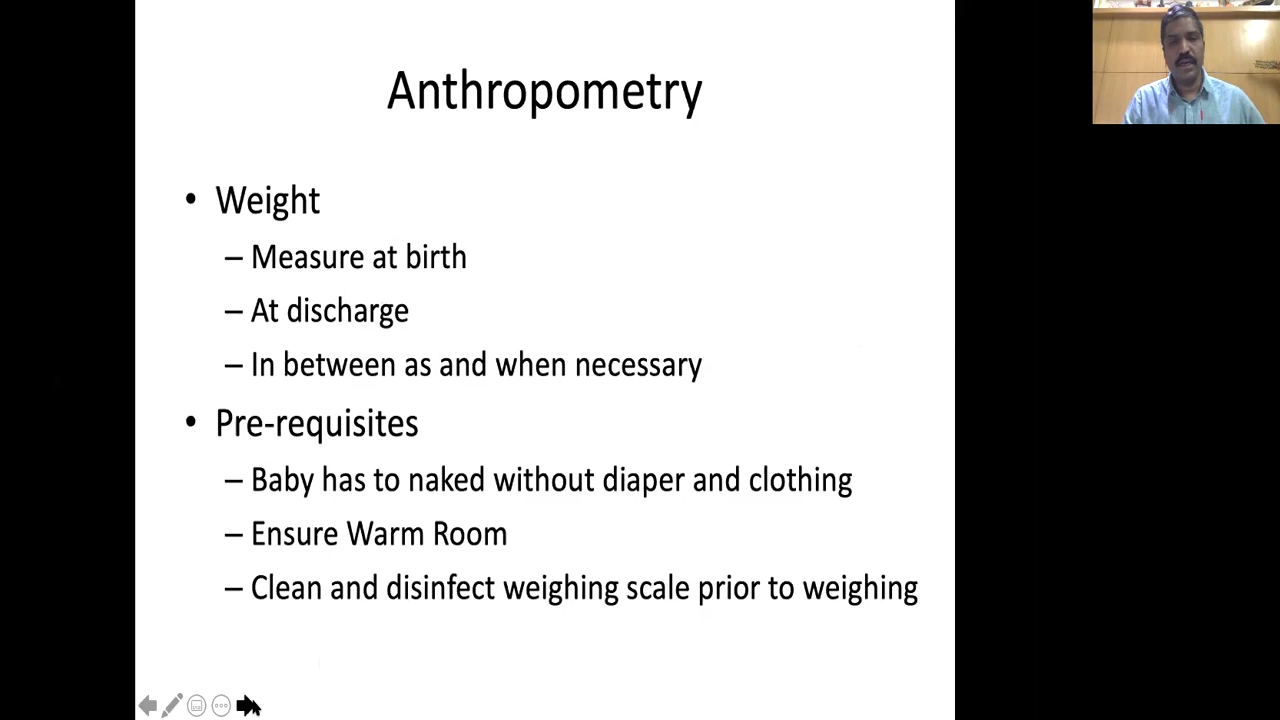 Anthropometry
• Weight
– Measure at birth
– At discharge
– In between as and when necessary
• Pre-requisites
– Baby has to naked without diaper and clothing
– Ensure Warm Room
– Clean and disinfect weighing scale prior to weighing